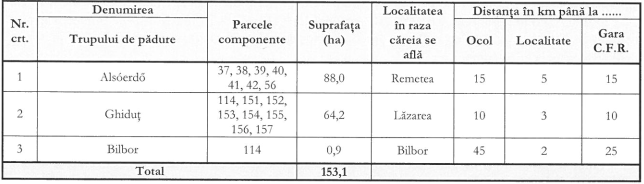 Nr. crt. | Denumirea Trupului de pădure | Parcele componente | Suprafața (ha) | Localitatea în raza căreia se află | Distanța în km până la ...... Ocol | Localitate | Gara C.F.R.
1 | Alsóerdő | 37, 38, 39, 40, 41, 42, 56 | 88,0 | Remetea | 15 | 5 | 15
2 | Ghiduț | 114, 151, 152, 153, 154, 155, 156, 157 | 64,2 | Lăzarea | 10 | 3 | 10
3 | Bilbor | 114 | 0,9 | Bilbor | 45 | 2 | 25
Total | 153,1